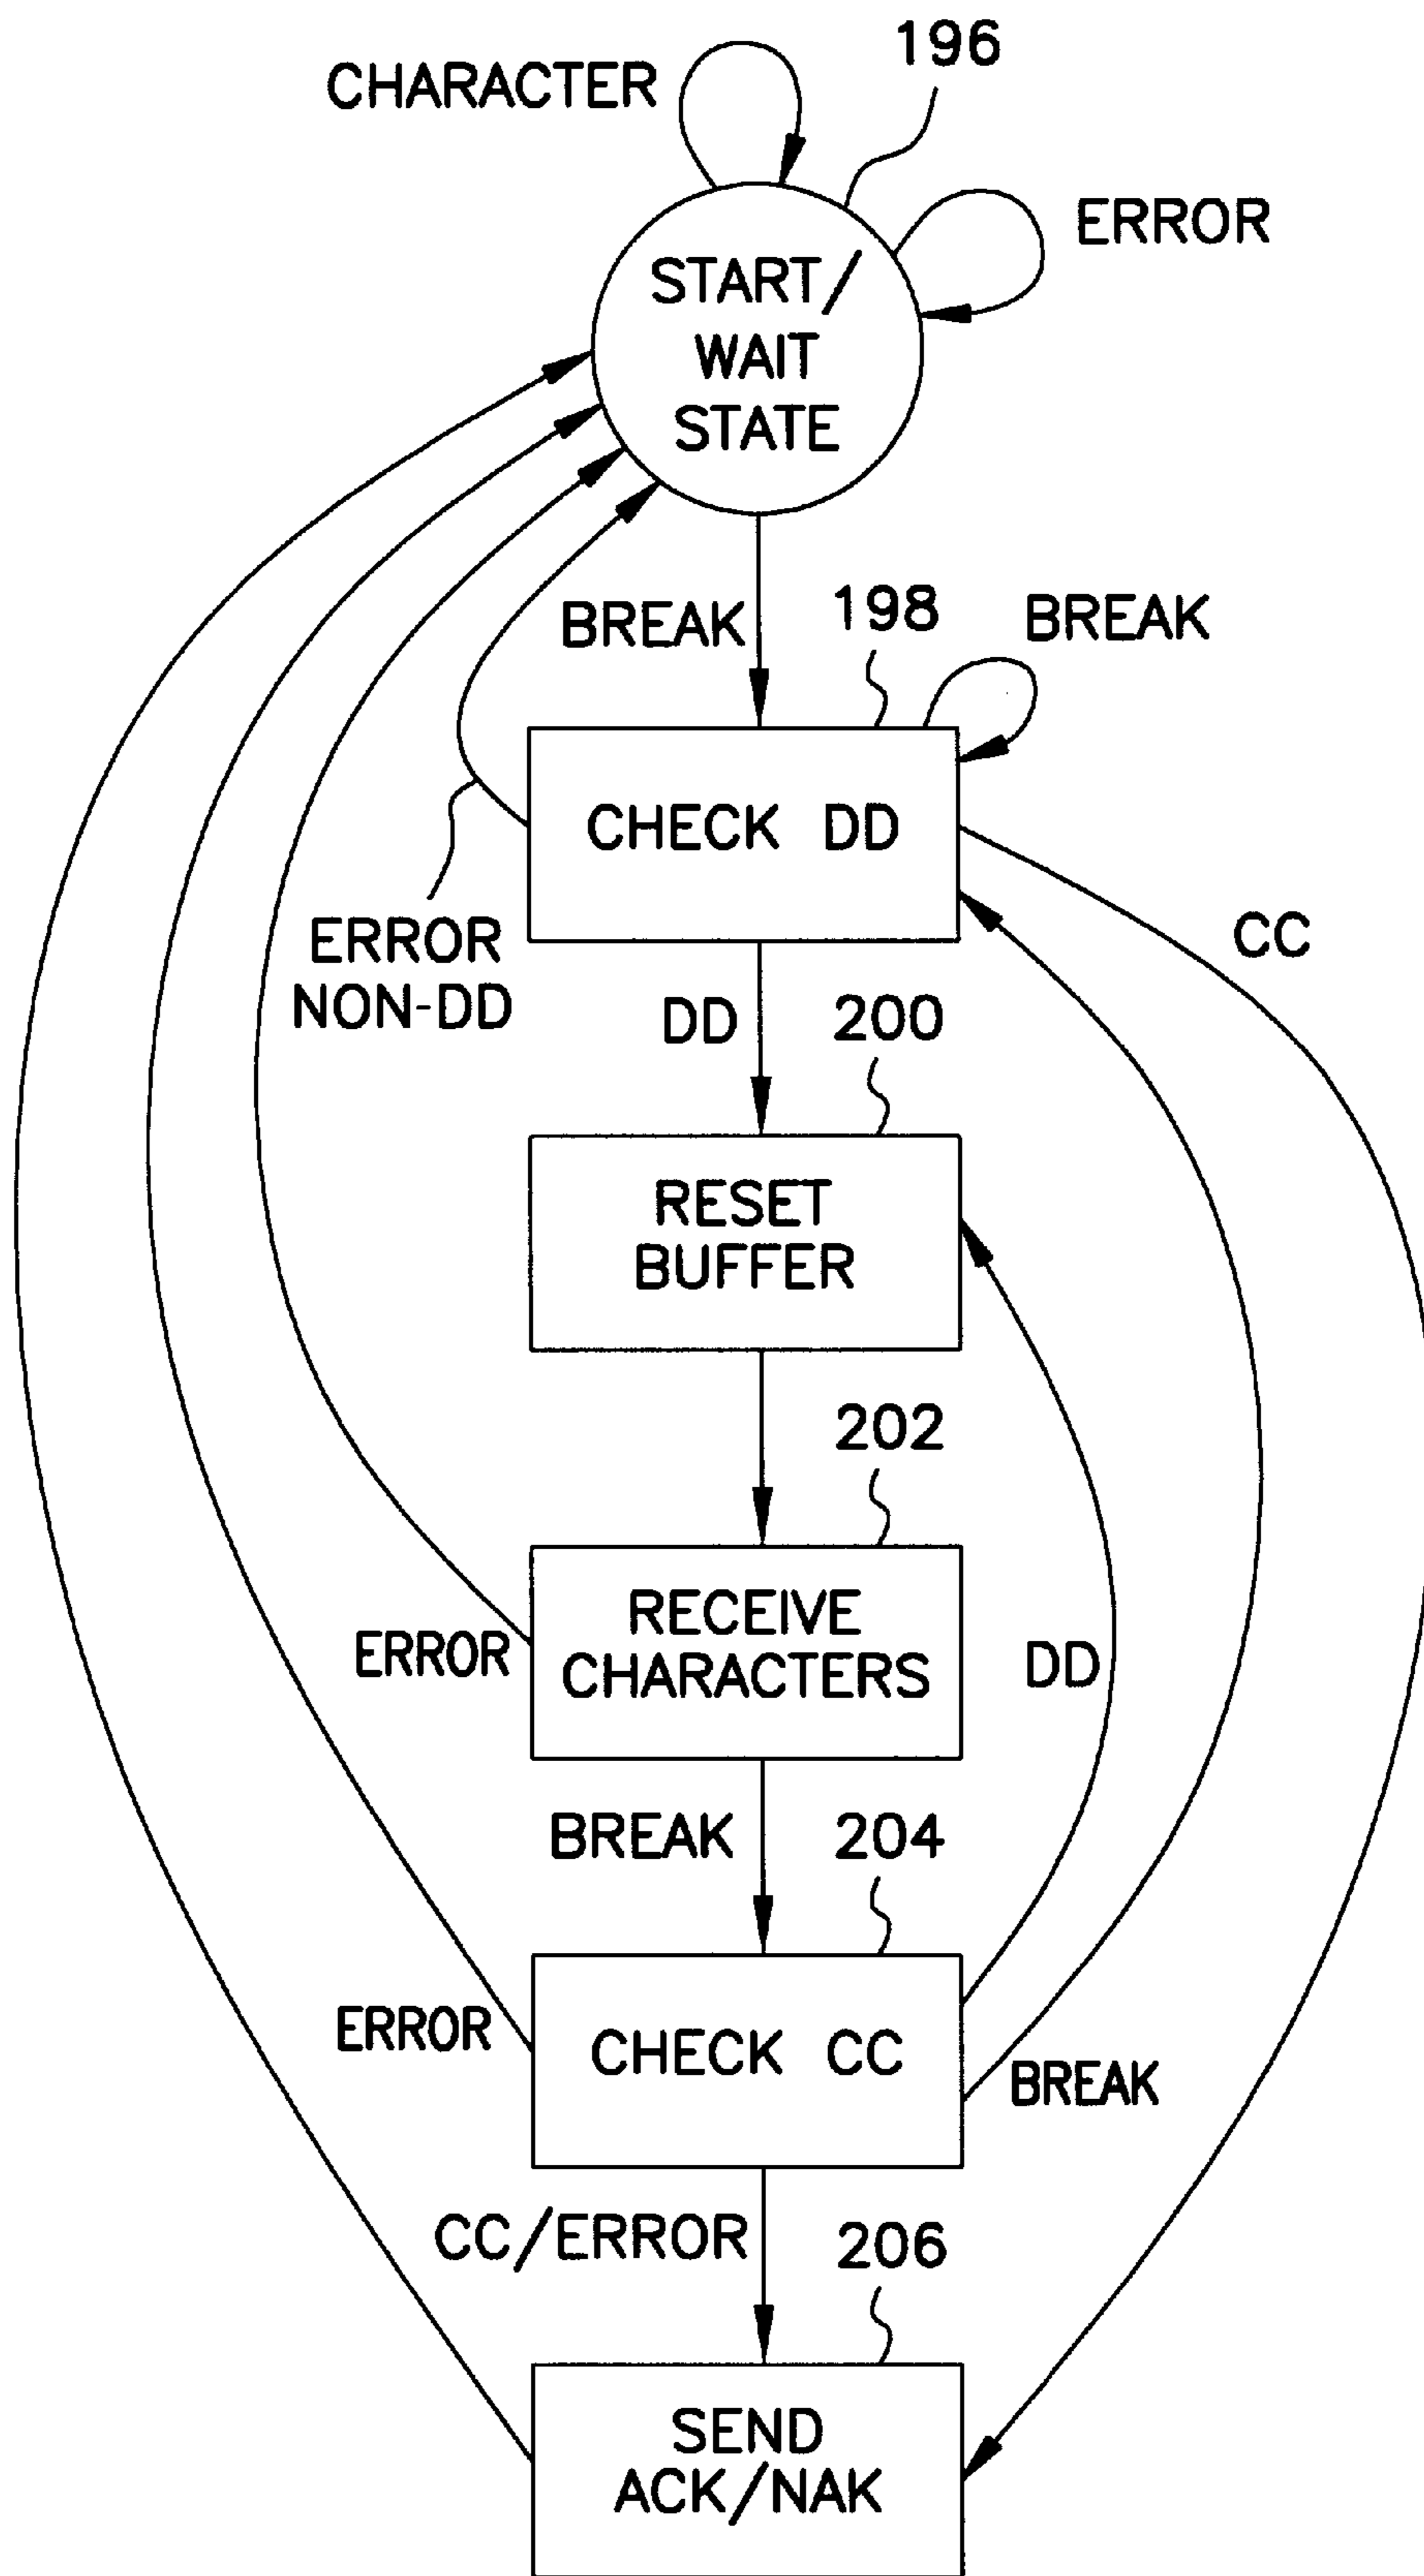 196
CHARACTER
ERROR
START/
WAIT
STATE
198
BREAK
BREAK
CHECK DD
ERROR
NON-DD
CC
DD
200
RESET
BUFFER
202
RECEIVE
CHARACTERS
ERROR
DD
BREAK
204
ERROR
CHECK CC
BREAK
CC/ERROR
206
SEND
ACK/NAK